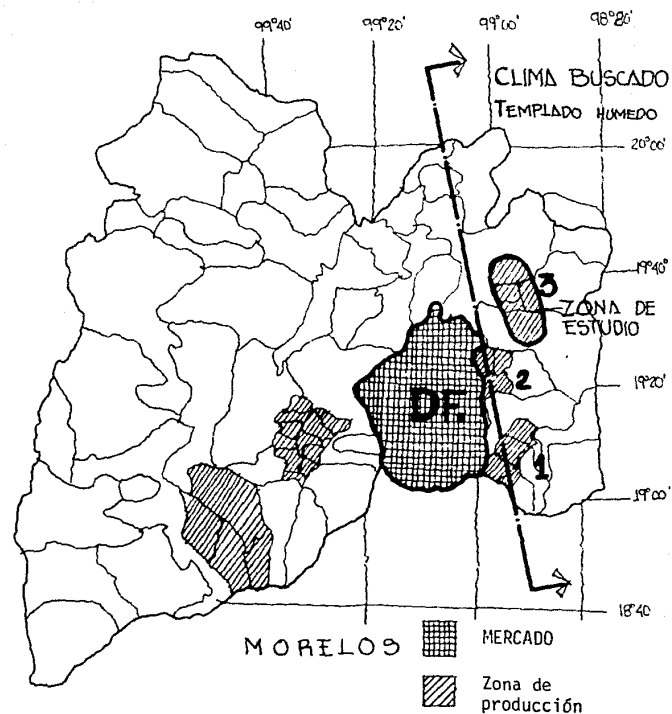 99°40'
99°20'
99°00'
98°80'
CLIMA BUSCADO
TEMPLADO HUMEDO
20°00'
19°40'
3
ZONA DE
ESTUDIO
2
19°20'
DF.
1
19°00'
18°40
MORELOS
MERCADO
Zona de
producción